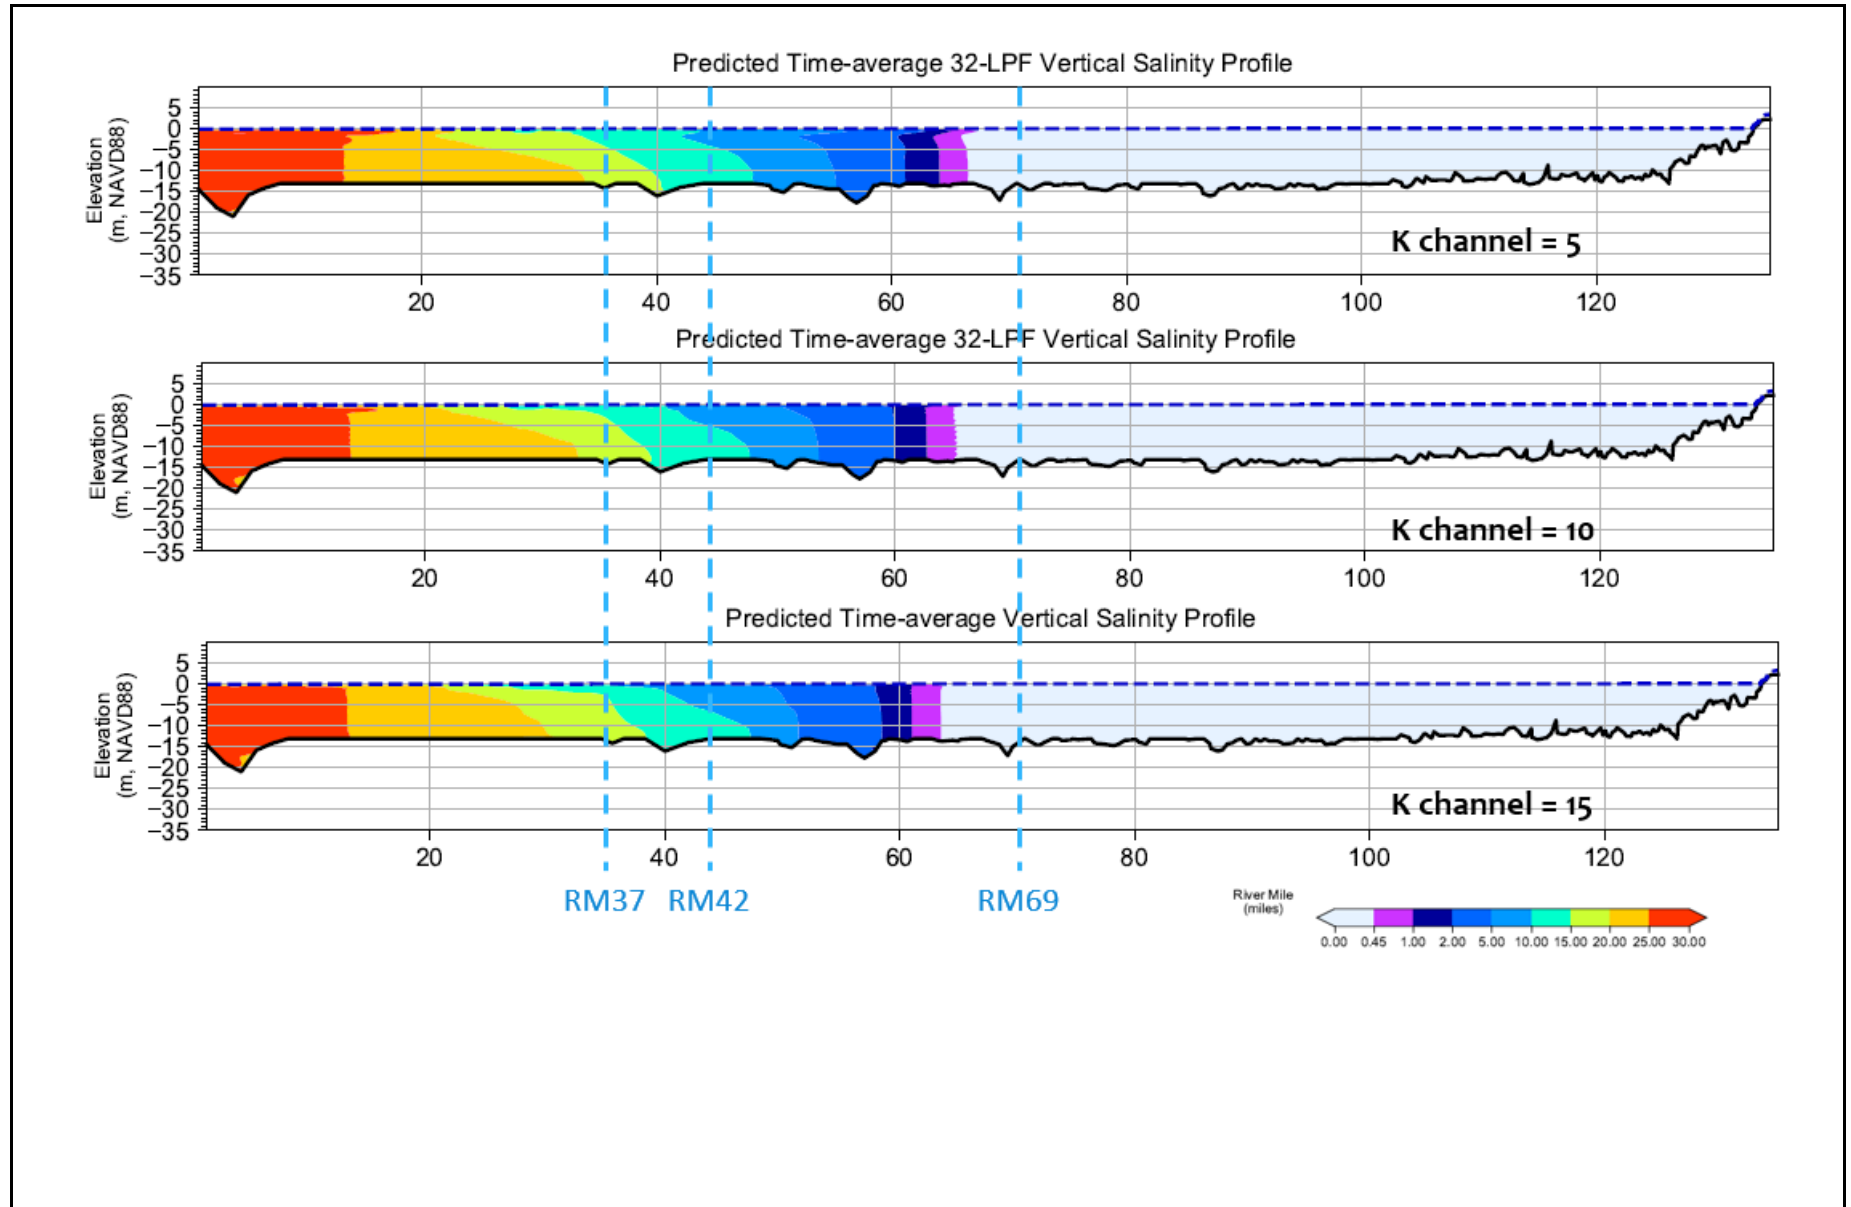 Predicted Time-average 32-LPF Vertical Salinity Profile
Elevation
(m, NAVD88)
5
0
−5
−10
−15
−20
−25
−30
−35
K channel = 5
20 40 60 80 100 120
Predicted Time-average 32-LPF Vertical Salinity Profile
Elevation
(m, NAVD88)
5
0
−5
−10
−15
−20
−25
−30
−35
K channel = 10
20 40 60 80 100 120
Predicted Time-average Vertical Salinity Profile
Elevation
(m, NAVD88)
5
0
−5
−10
−15
−20
−25
−30
−35
K channel = 15
20 40 60 80 100 120
RM37 RM42 RM69
River Mile
(miles)
0.00 0.45 1.00 2.00 5.00 10.00 15.00 20.00 25.00 30.00